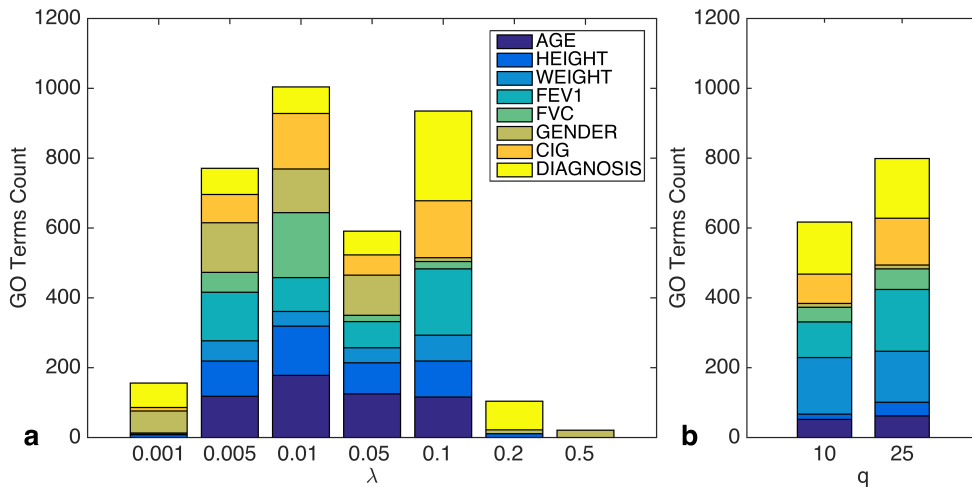 1200
1000
800
600
400
200
0
GO Terms Count
AGE
HEIGHT
WEIGHT
FEV1
FVC
GENDER
CIG
DIAGNOSIS
a
0.001 0.005 0.01 0.05 0.1 0.2 0.5
λ
1200
1000
800
600
400
200
0
GO Terms Count
b
10 25
q